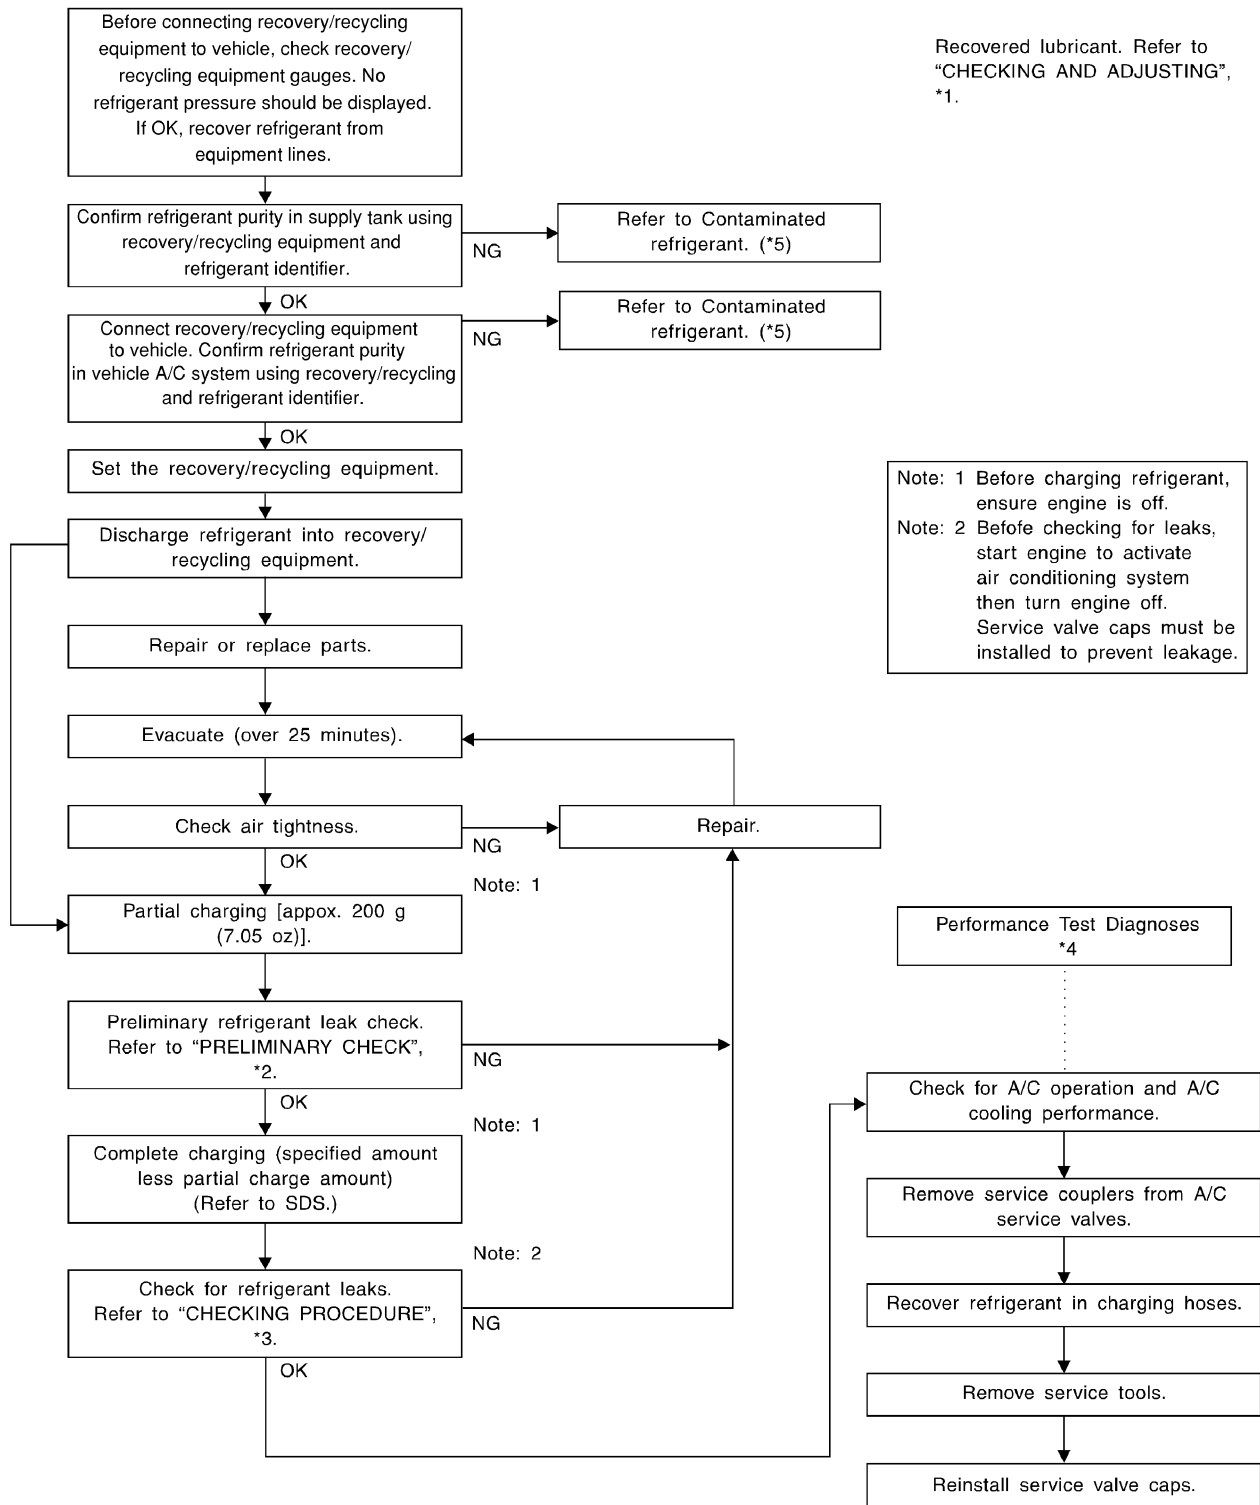 Before connecting recovery/recycling
equipment to vehicle, check recovery/
recycling equipment gauges. No
refrigerant pressure should be displayed.
If OK, recover refrigerant from
equipment lines.
Recovered lubricant. Refer to
“CHECKING AND ADJUSTING”,
*1.
Confirm refrigerant purity in supply tank using
recovery/recycling equipment and
refrigerant identifier.
NG
Refer to Contaminated
refrigerant. (*5)
OK
Connect recovery/recycling equipment
to vehicle. Confirm refrigerant purity
in vehicle A/C system using recovery/recycling
and refrigerant identifier.
NG
Refer to Contaminated
refrigerant. (*5)
OK
Set the recovery/recycling equipment.
Note: 1 Before charging refrigerant,
ensure engine is off.
Note: 2 Befofe checking for leaks,
start engine to activate
air conditioning system
then turn engine off.
Service valve caps must be
installed to prevent leakage.
Discharge refrigerant into recovery/
recycling equipment.
Repair or replace parts.
Evacuate (over 25 minutes).
Check air tightness.
NG
Repair.
OK
Note: 1
Partial charging [appox. 200 g
(7.05 oz)].
Preliminary refrigerant leak check.
Refer to “PRELIMINARY CHECK”,
*2.
NG
OK
Note: 1
Complete charging (specified amount
less partial charge amount)
(Refer to SDS.)
Note: 2
Check for refrigerant leaks.
Refer to “CHECKING PROCEDURE”,
*3.
NG
OK
Performance Test Diagnoses
*4
Check for A/C operation and A/C
cooling performance.
Remove service couplers from A/C
service valves.
Recover refrigerant in charging hoses.
Remove service tools.
Reinstall service valve caps.